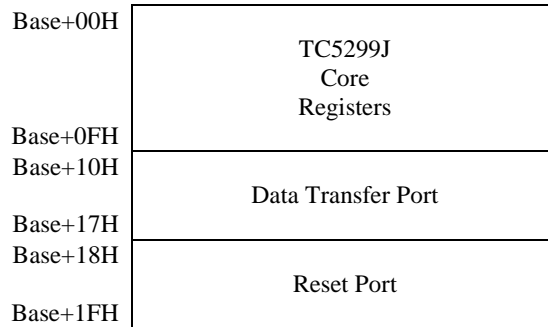 Base+00H
TC5299J
Core
Registers
Base+0FH
Base+10H
Data Transfer Port
Base+17H
Base+18H
Reset Port
Base+1FH